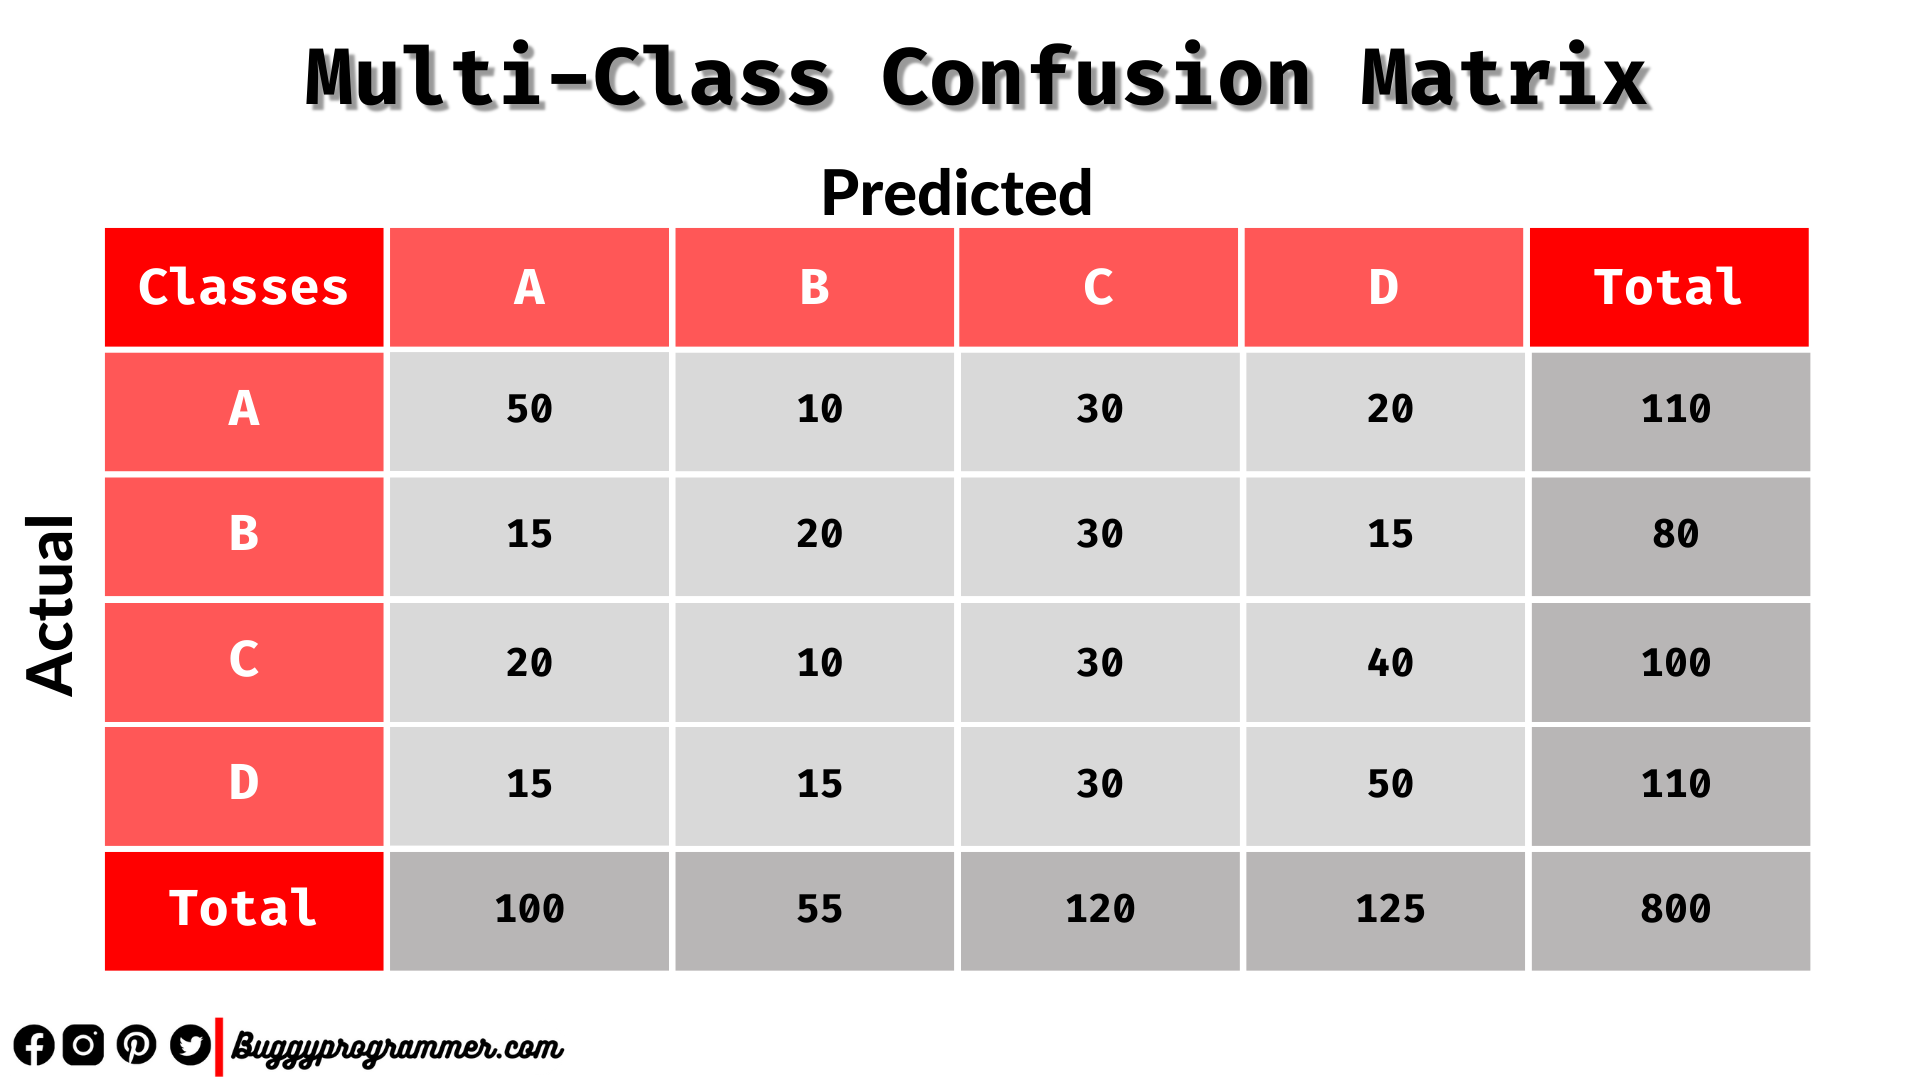 Multi-Class Confusion Matrix
Predicted
Classes A B C D Total
A 50 10 30 20 110
Actual
B 15 20 30 15 80
C 20 10 30 40 100
D 15 15 30 50 110
Total 100 55 120 125 800
Buggyprogrammer.com